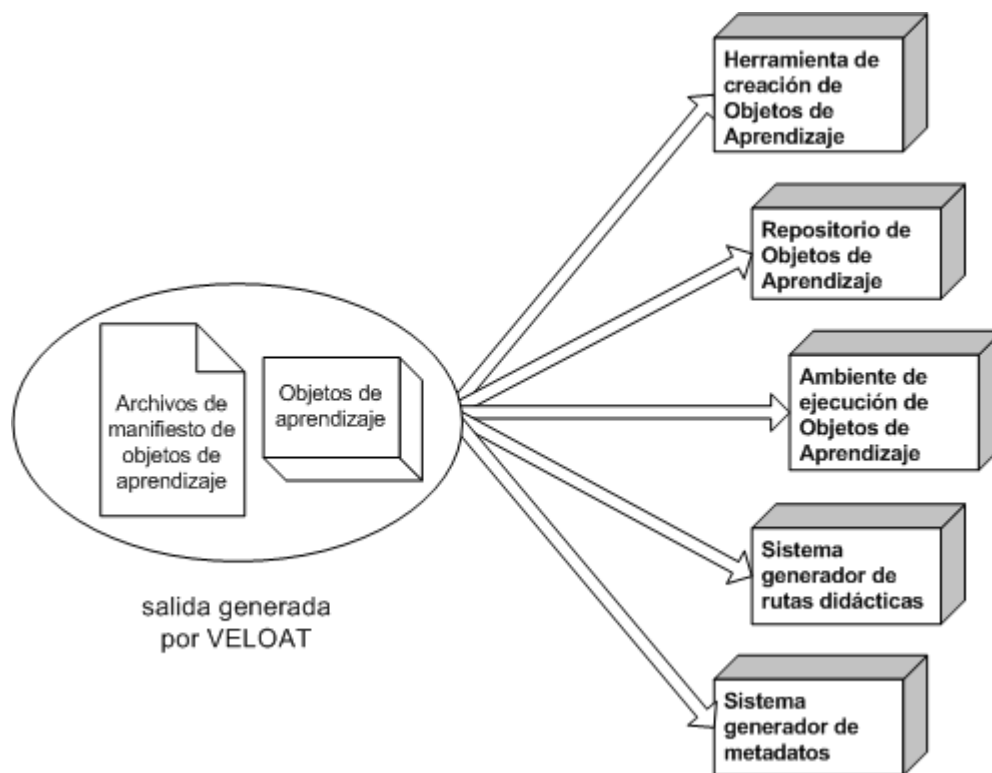 Herramienta de
creación de
Objetos de
Aprendizaje
Repositorio de
Objetos de
Aprendizaje
Archivos de
manifiesto de
objetos de
aprendizaje
Objetos de
aprendizaje
Ambiente de
ejecución de
Objetos de
Aprendizaje
salida generada
por VELOAT
Sistema
generador de
rutas didácticas
Sistema
generador de
metadatos